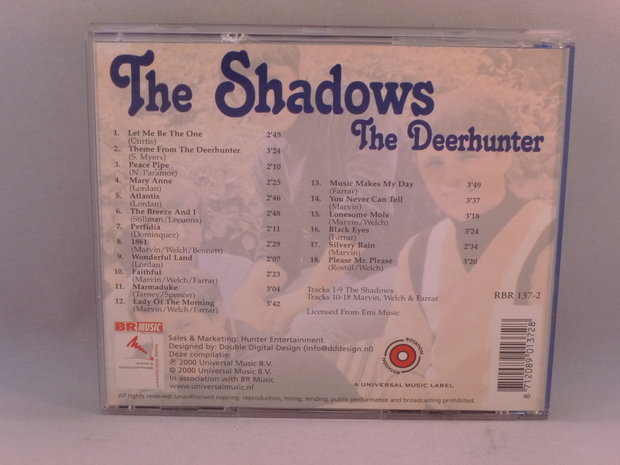 The Shadows
The Deerhunter
1. Let Me Be The One 2'45
(Curtis)
2. Theme From The Deerhunter 3'24
(S. Myers)
3. Peace Pipe 2'10
(N. Paramor)
4. Mary Anne 2'25
(Lordan)
5. Atlantis 2'46
(Lordan)
6. The Breeze And I 2'48
(Stillman/Lecuona)
7. Perfidia 2'11
(Dominquez)
8. 1861 2'29
(Marvin/Welch/Bennett)
9. Wonderful Land 2'07
(Lordan)
10. Faithful 2'23
(Marvin/Welch/Farrar)
11. Marmaduke 3'04
(Tarney/Spencer)
12. Lady Of The Morning 3'42
(Marvin/Welch/Farrar)
13. Music Makes My Day 3'49
(Farrar)
14. You Never Can Tell 3'37
(Marvin)
15. Lonesome Mole 3'18
(Marvin/Welch)
16. Black Eyes 3'24
(Farrar)
17. Silvery Rain 2'34
(Marvin)
18. Please Mr. Please 3'20
(Rostill/Welch)
Tracks 1-9 The Shadows
Tracks 10-18 Marvin, Welch & Farrar
RBR 137-2
Licensed From Emi Music
BR MUSIC
Sales & Marketing: Hunter Entertainment
Designed by: Double Digital Design (info@dddesign.nl)
Deze compilatie:
℗ 2000 Universal Music B.V.
© 2000 Universal Music B.V.
In association with BR Music
www.universalmusic.nl
ROTATION
ROTATION
A UNIVERSAL MUSIC LABEL
8 712089 013728
All rights reserved, unauthorised copying, reproduction, hiring, lending, public performance and broadcasting prohibited.